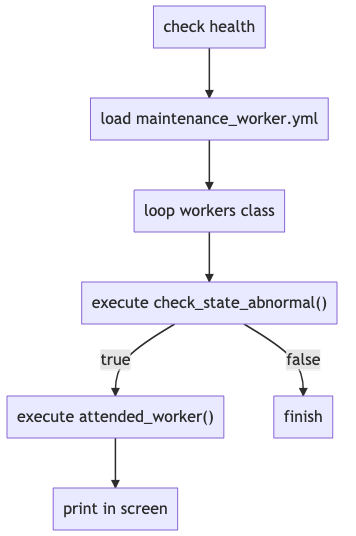 check health
load maintenance_worker.yml
loop workers class
execute check_state_abnormal()
true
false
execute attended_worker()
finish
print in screen